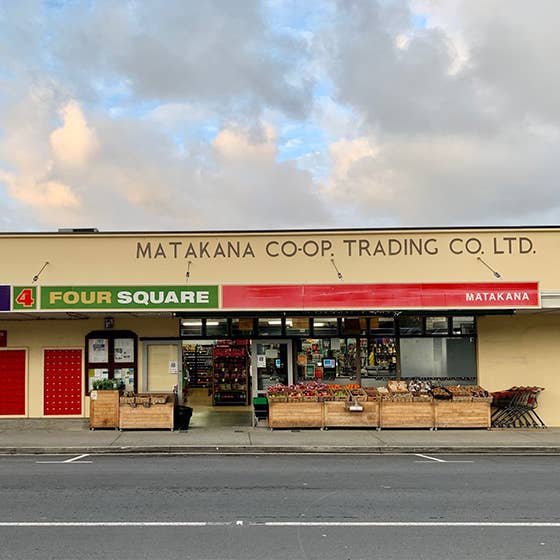 MATAKANA CO-OP. TRADING CO. LTD.
4 FOUR SQUARE
MATAKANA